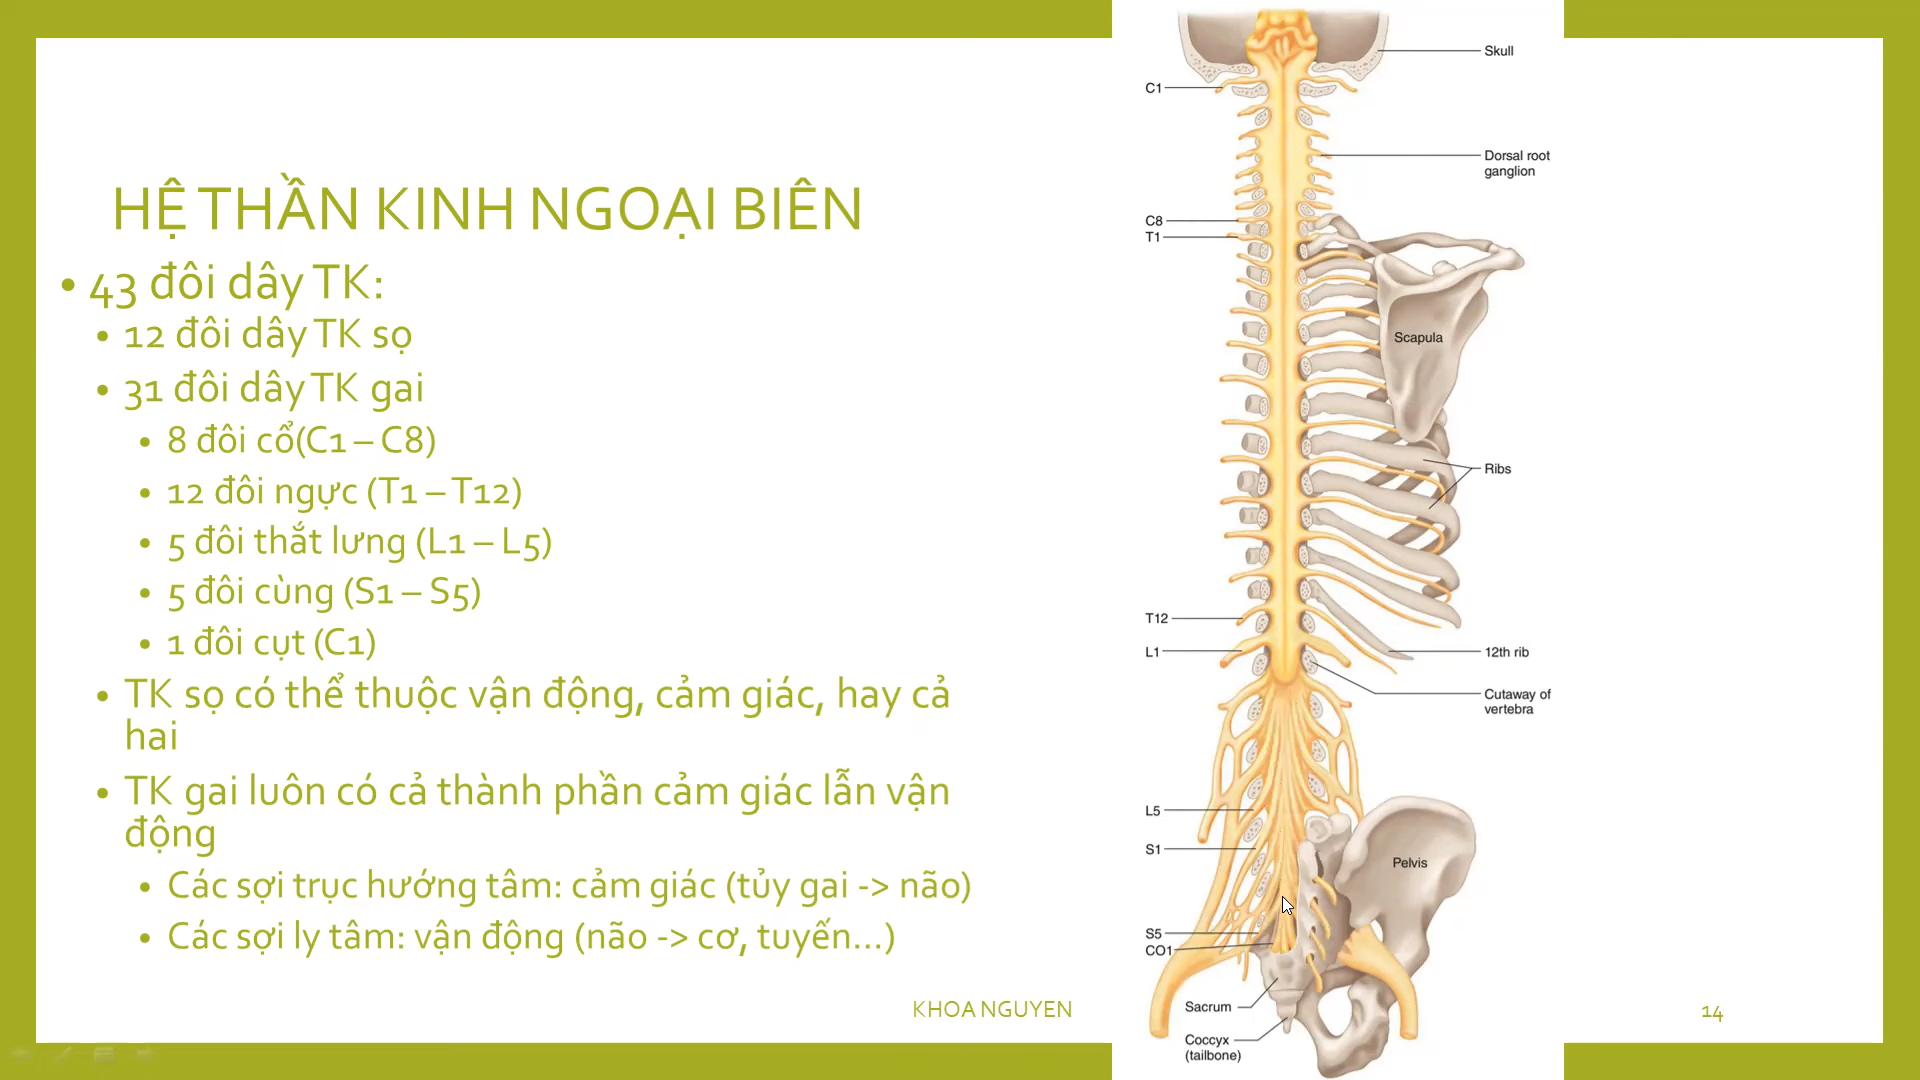 HỆ THẦN KINH NGOẠI BIÊN
• 43 đôi dây TK:
• 12 đôi dây TK sọ
• 31 đôi dây TK gai
• 8 đôi cổ(C1 – C8)
• 12 đôi ngực (T1 – T12)
• 5 đôi thắt lưng (L1 – L5)
• 5 đôi cùng (S1 – S5)
• 1 đôi cụt (C1)
• TK sọ có thể thuộc vận động, cảm giác, hay cả
hai
• TK gai luôn có cả thành phần cảm giác lẫn vận
động
• Các sợi trục hướng tâm: cảm giác (tủy gai -> não)
• Các sợi ly tâm: vận động (não -> cơ, tuyến...)
KHOA NGUYEN
14
Skull
C1
Dorsal root
ganglion
C8
T1
Scapula
Ribs
T12
L1
12th rib
Cutaway of
vertebra
L5
S1
Pelvis
S5
CO1
Sacrum
Coccyx
(tailbone)